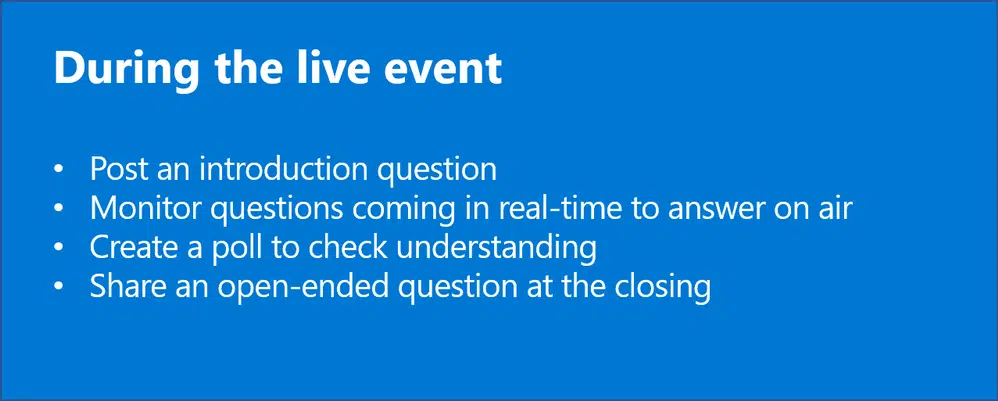 During the live event
• Post an introduction question
• Monitor questions coming in real-time to answer on air
• Create a poll to check understanding
• Share an open-ended question at the closing